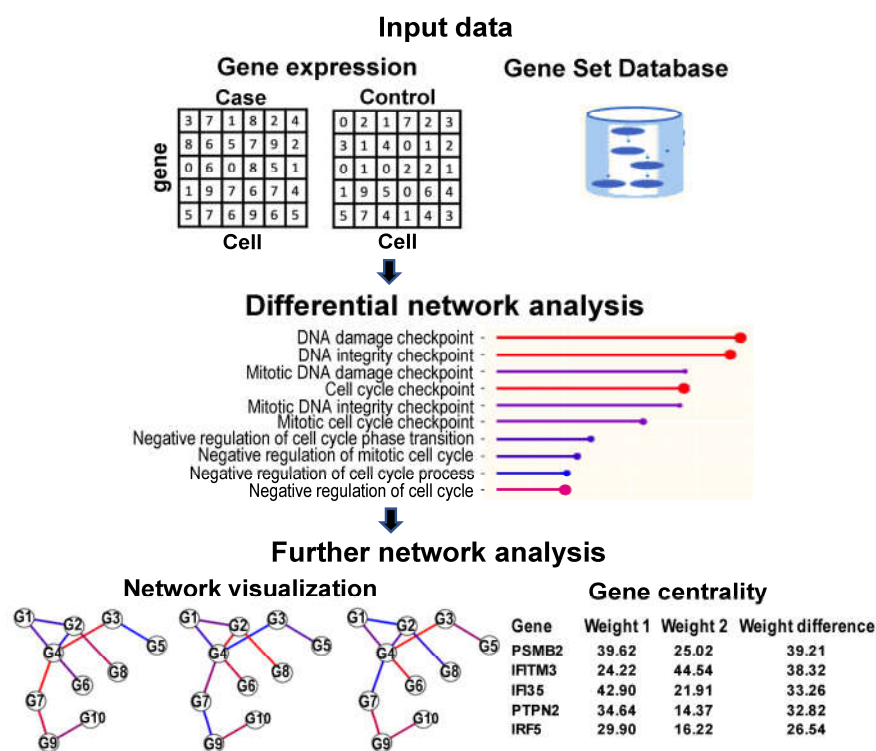 Input data
Gene expression
Gene Set Database
Case
Control
gene
3 7 1 8 2 4
8 6 5 7 9 2
0 6 0 8 5 1
1 9 7 6 7 4
5 7 6 9 6 5
0 2 1 7 2 3
3 1 4 0 1 2
0 1 0 2 2 1
1 9 5 0 6 4
5 7 4 1 4 3
Cell
Cell
Differential network analysis
DNA damage checkpoint
DNA integrity checkpoint
Mitotic DNA damage checkpoint
Cell cycle checkpoint
Mitotic DNA integrity checkpoint
Mitotic cell cycle checkpoint
Negative regulation of cell cycle phase transition
Negative regulation of mitotic cell cycle
Negative regulation of cell cycle process
Negative regulation of cell cycle
Further network analysis
Network visualization
G1
G2
G3
G4
G5
G6
G8
G7
G10
G9
G1
G2
G3
G4
G5
G6
G8
G7
G10
G9
G1
G2
G3
G4
G5
G6
G8
G7
G10
G9
Gene centrality
Gene Weight 1 Weight 2 Weight difference
PSMB2 39.62 25.02 39.21
IFITM3 24.22 44.54 38.32
IFI35 42.90 21.91 33.26
PTPN2 34.64 14.37 32.82
IRF5 29.90 16.22 26.54